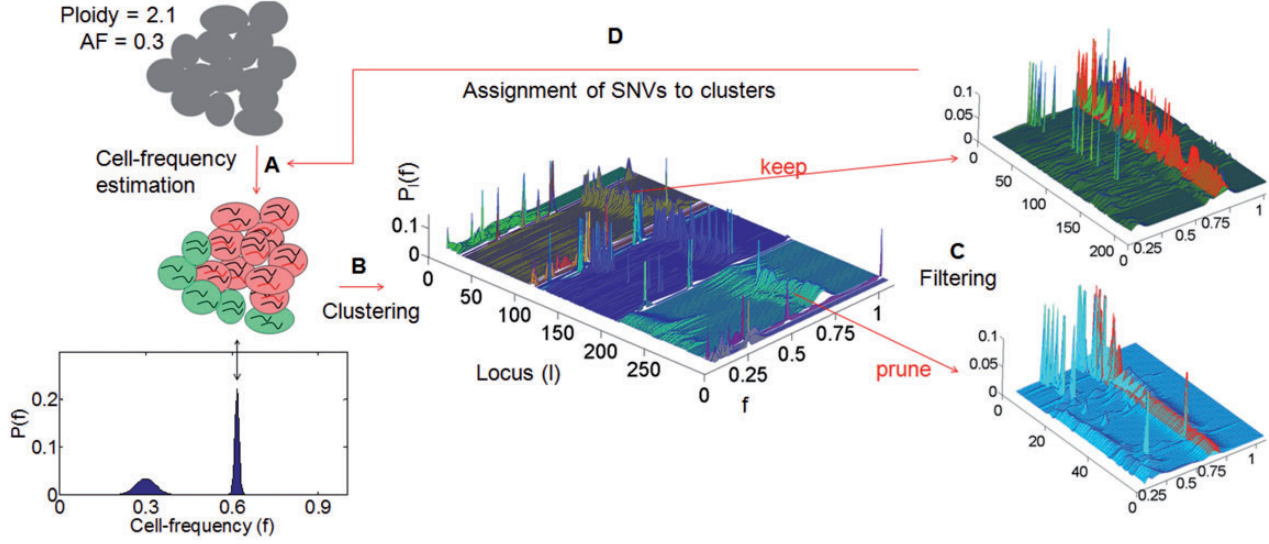 Ploidy = 2.1
AF = 0.3
A
Cell-frequency
estimation
D
Assignment of SNVs to clusters
keep
B
Clustering
C
Filtering
prune
P(f)
0.2
0.1
0
0 0.3 0.6 0.9
Cell-frequency (f)
Pl(f)
0.1
0
0 50 100 150 200 250
Locus (l)
0 0.25 0.5 0.75 1
f
0.1
0.05
0
0 50 100 150 200
0 0.25 0.5 0.75 1
0.1
0.05
0
0 20 40
0 0.25 0.5 0.75 1